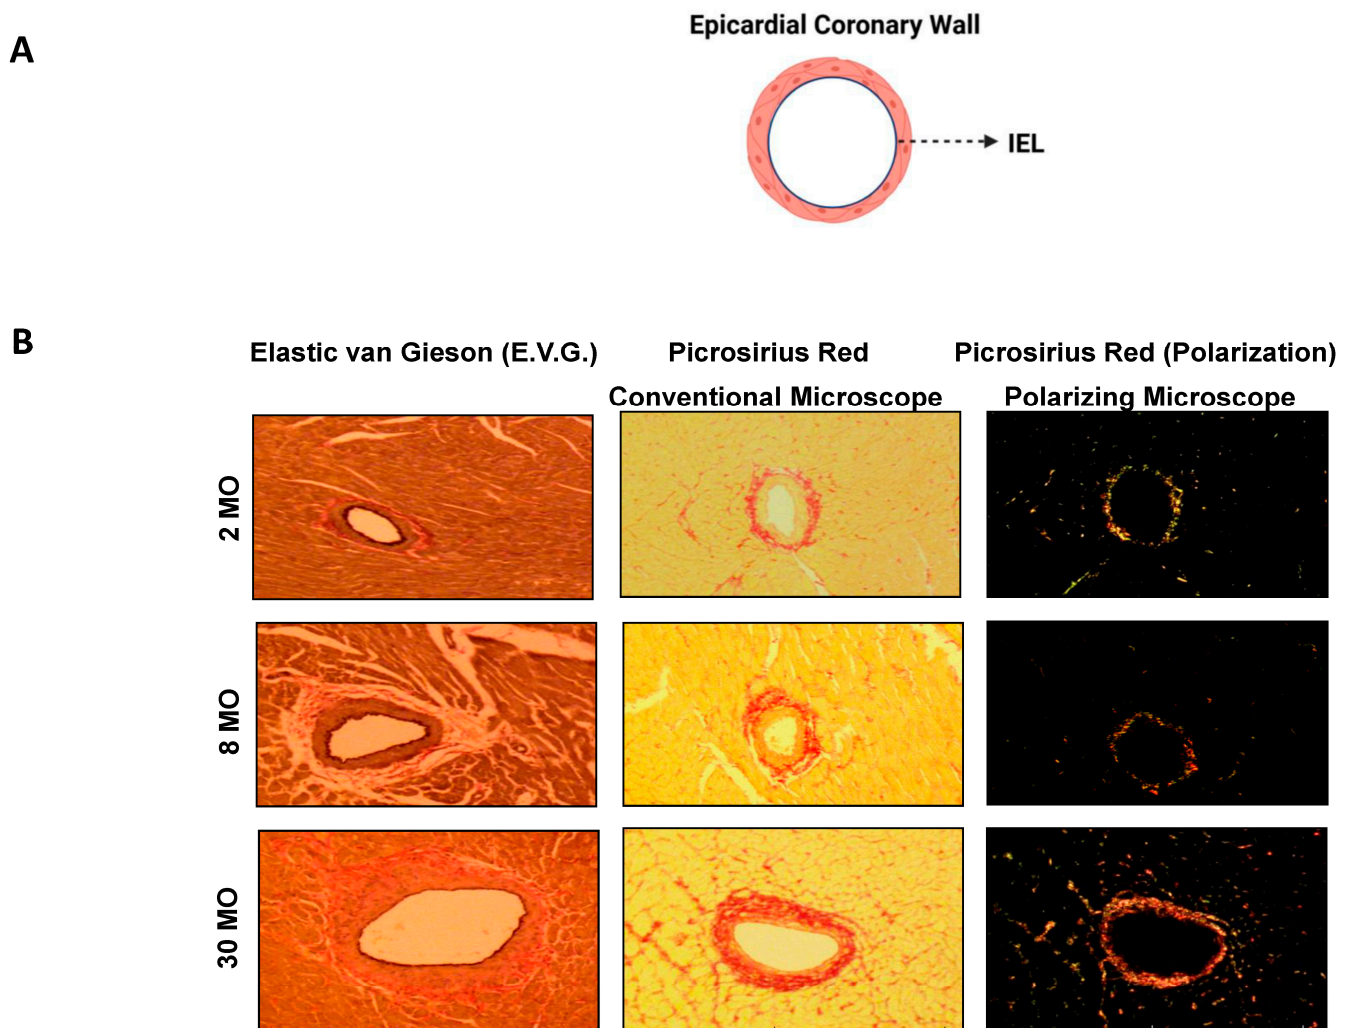 A
Epicardial Coronary Wall
IEL
B
Elastic van Gieson (E.V.G.)
Picrosirius Red
Picrosirius Red (Polarization)
Conventional Microscope
Polarizing Microscope
2 MO
8 MO
30 MO